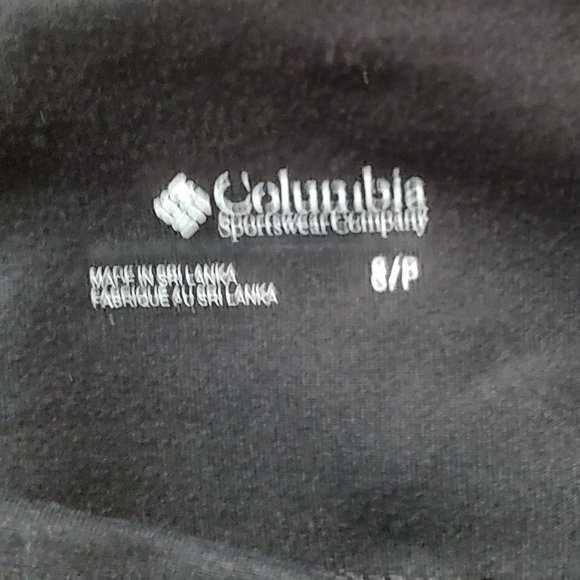 Columbia
Sportswear Company
MADE IN SRI LANKA
FABRIQUE AU SRI LANKA
S/P